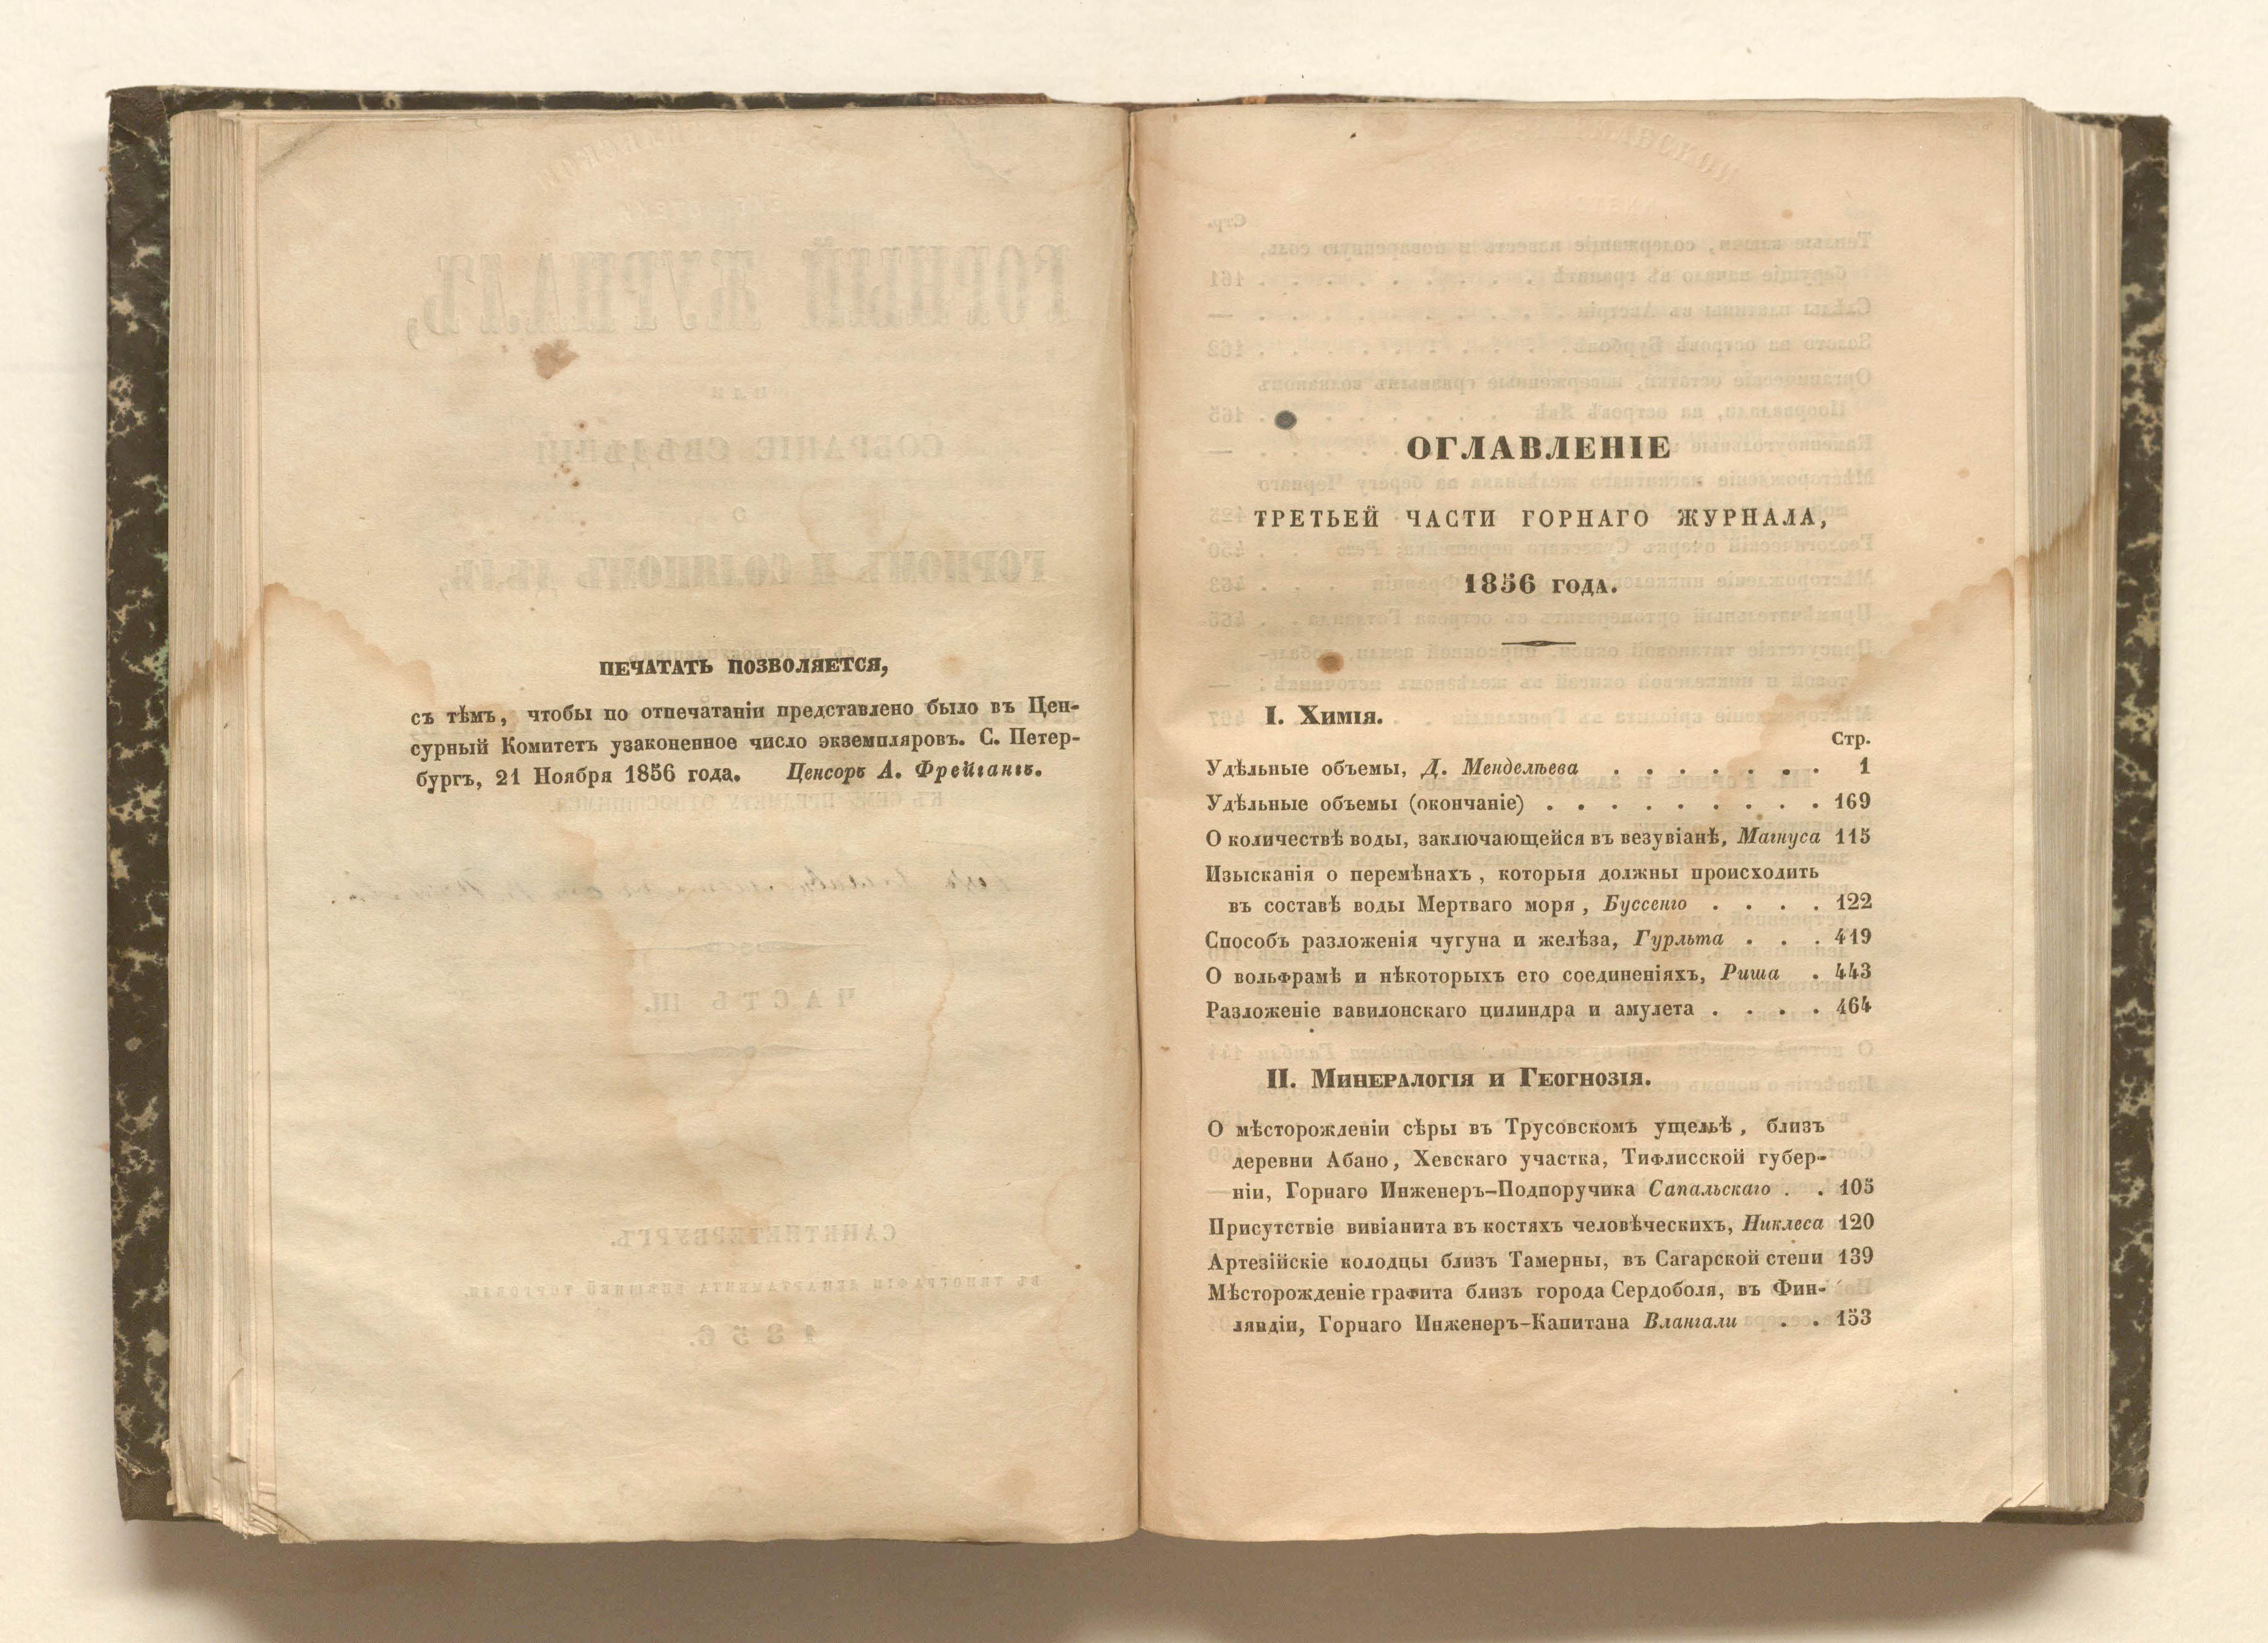 ПЕЧАТАТЬ ПОЗВОЛЯЕТСЯ,
съ тѣмъ, чтобы по отпечатаніи представлено было въ Цен-
сурный Комитетъ узаконенное число экземпляровъ. С. Петер-
бургъ, 21 Ноября 1856 года. Ценсоръ А. Фрейгангъ.
ОГЛАВЛЕНІЕ
ТРЕТЬЕЙ ЧАСТИ ГОРНАГО ЖУРНАЛА,
1856 ГОДА.
I. Химія.
Стр.
Удѣльные объемы, Д. Менделѣева . . . . . . . 1
Удѣльные объемы (окончаніе) . . . . . . . . . 169
О количествѣ воды, заключающейся въ везувіанѣ, Магнуса 115
Изысканія о перемѣнахъ, которыя должны происходить
въ составѣ воды Мертваго моря, Буссенго . . . . 122
Способъ разложенія чугуна и желѣза, Гурльта . . . 419
О вольфрамѣ и нѣкоторыхъ его соединеніяхъ, Риша . 443
Разложеніе вавилонскаго цилиндра и амулета . . . . 464
II. Минералогія и Геогнозія.
О мѣсторожденіи сѣры въ Трусовскомъ ущельѣ, близъ
деревни Абано, Хевскаго участка, Тифлисской губер-
ніи, Горнаго Инженеръ-Подпоручика Сапальскаго . . 105
Присутствіе вивіанита въ костяхъ человѣческихъ, Никлеса 120
Артезійскіе колодцы близъ Тамерны, въ Сагарской степи 139
Мѣсторожденіе графита близъ города Сердоболя, въ Фин-
ляндіи, Горнаго Инженеръ-Капитана Влангали . . 153